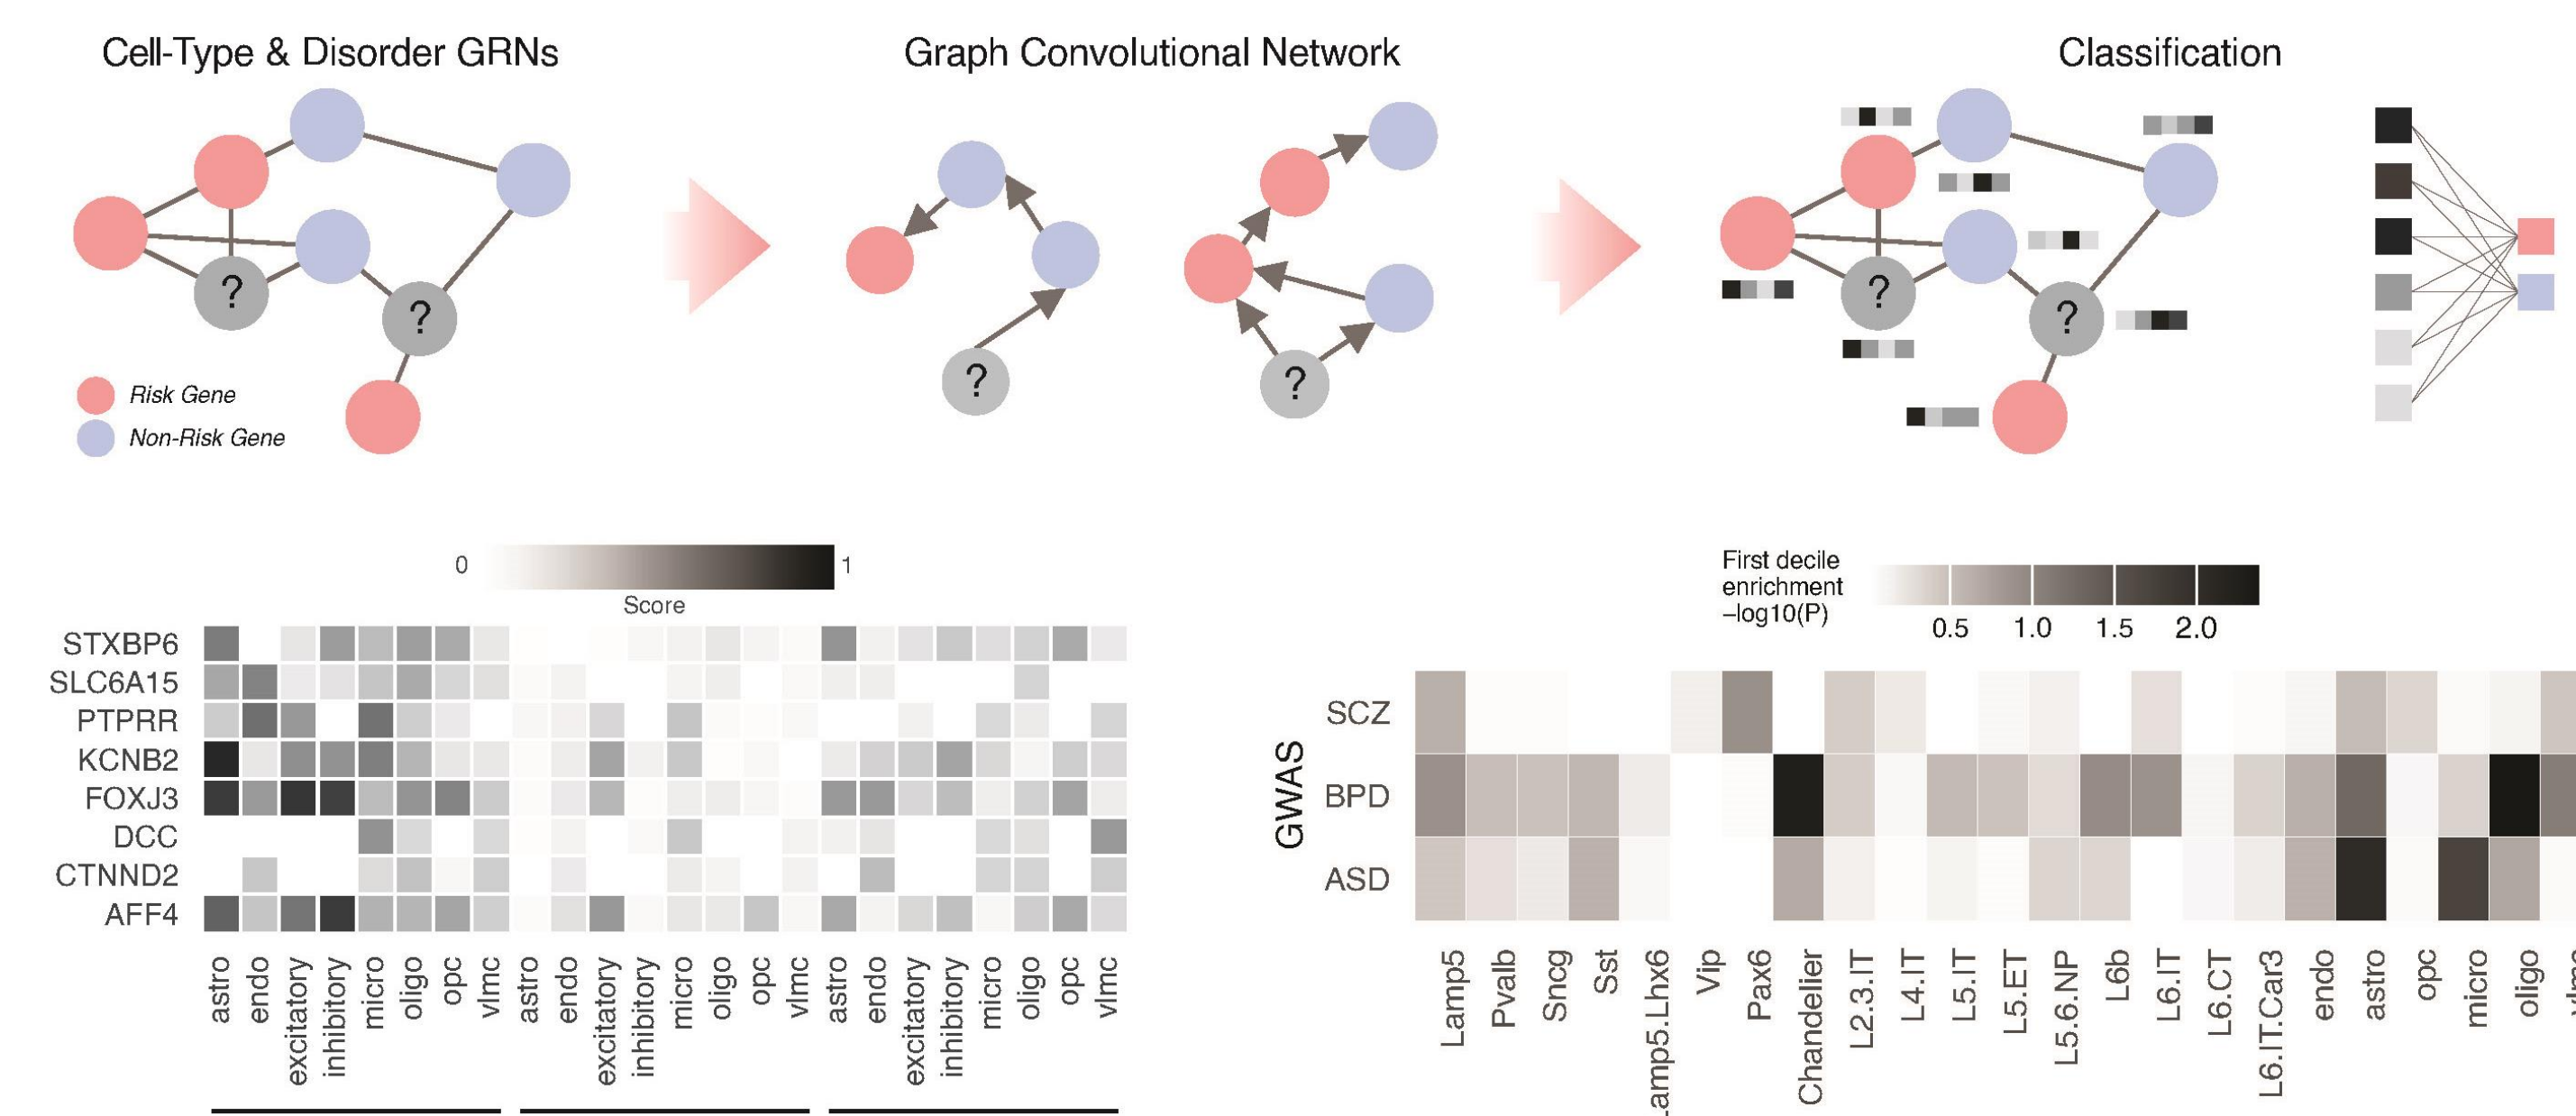 Cell-Type & Disorder GRNs
Graph Convolutional Network
Classification
?
?
?
?
?
?
Risk Gene
Non-Risk Gene
0
1
Score
First decile
enrichment
–log10(P)
0.5 1.0 1.5 2.0
STXBP6
SLC6A15
PTPRR
KCNB2
FOXJ3
DCC
CTNND2
AFF4
astro
endo
excitatory
inhibitory
micro
oligo
opc
vlmc
astro
endo
excitatory
inhibitory
micro
oligo
opc
vlmc
astro
endo
excitatory
inhibitory
micro
oligo
opc
vlmc
GWAS
SCZ
BPD
ASD
Lamp5
Pvalb
Sncg
Sst
amp5.Lhx6
Vip
Pax6
Chandelier
L2.3.IT
L4.IT
L5.IT
L5.ET
L5.6.NP
L6b
L6.IT
L6.CT
L6.IT.Car3
endo
astro
opc
micro
oligo